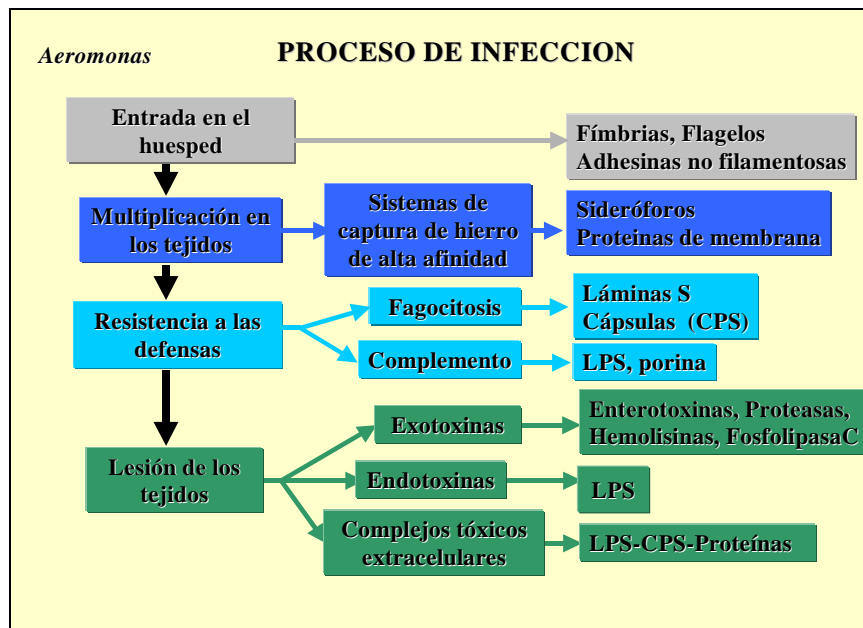 Aeromonas
PROCESO DE INFECCION
Entrada en el
huesped
Fímbrias, Flagelos
Adhesinas no filamentosas
Multiplicación en
los tejidos
Sistemas de
captura de hierro
de alta afinidad
Sideróforos
Proteinas de membrana
Resistencia a las
defensas
Fagocitosis
Láminas S
Cápsulas (CPS)
Complemento
LPS, porina
Lesión de los
tejidos
Exotoxinas
Enterotoxinas, Proteasas,
Hemolisinas, FosfolipasaC
Endotoxinas
LPS
Complejos tóxicos
extracelulares
LPS-CPS-Proteínas